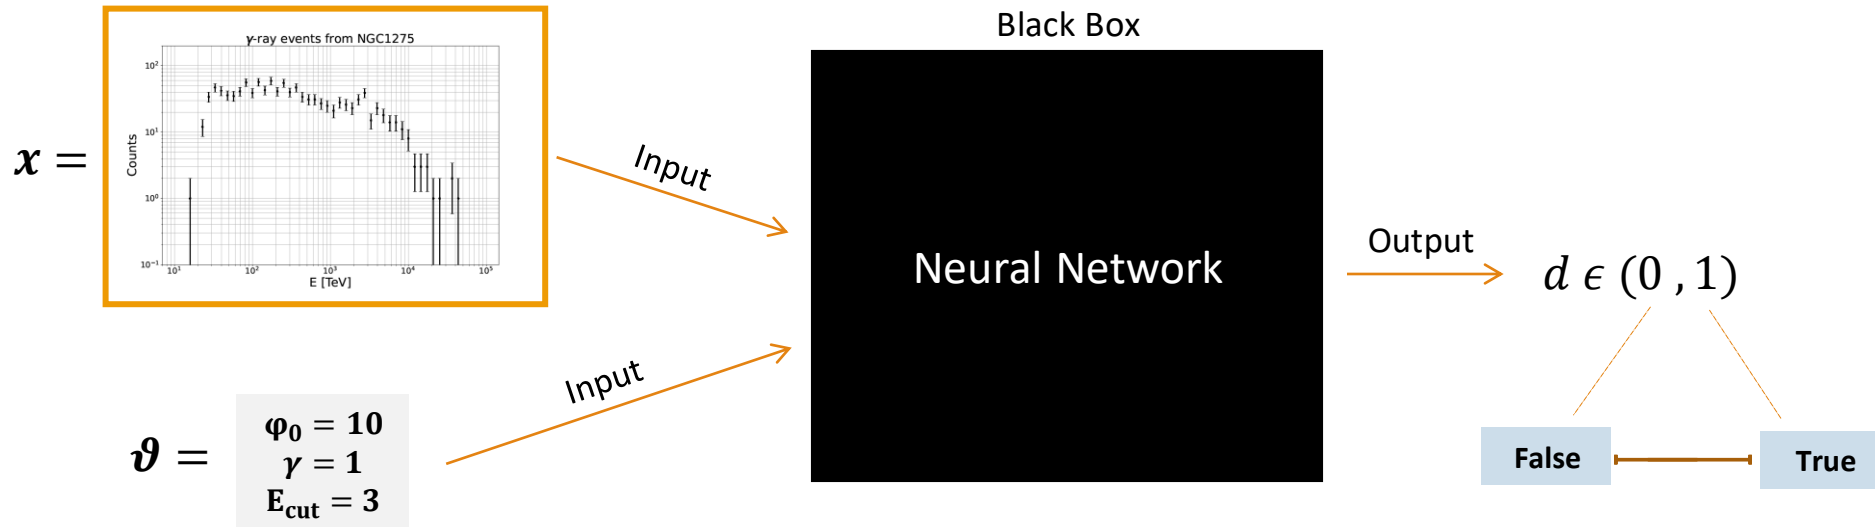 Black Box
γ-ray events from NGC1275
10²
10¹
10⁰
10⁻¹
Counts
10¹
10²
10³
10⁴
10⁵
E [TeV]
x =
Input
Neural Network
Output
d ϵ (0 , 1)
Input
ϑ =
φ₀ = 10
γ = 1
E_cut = 3
False
True